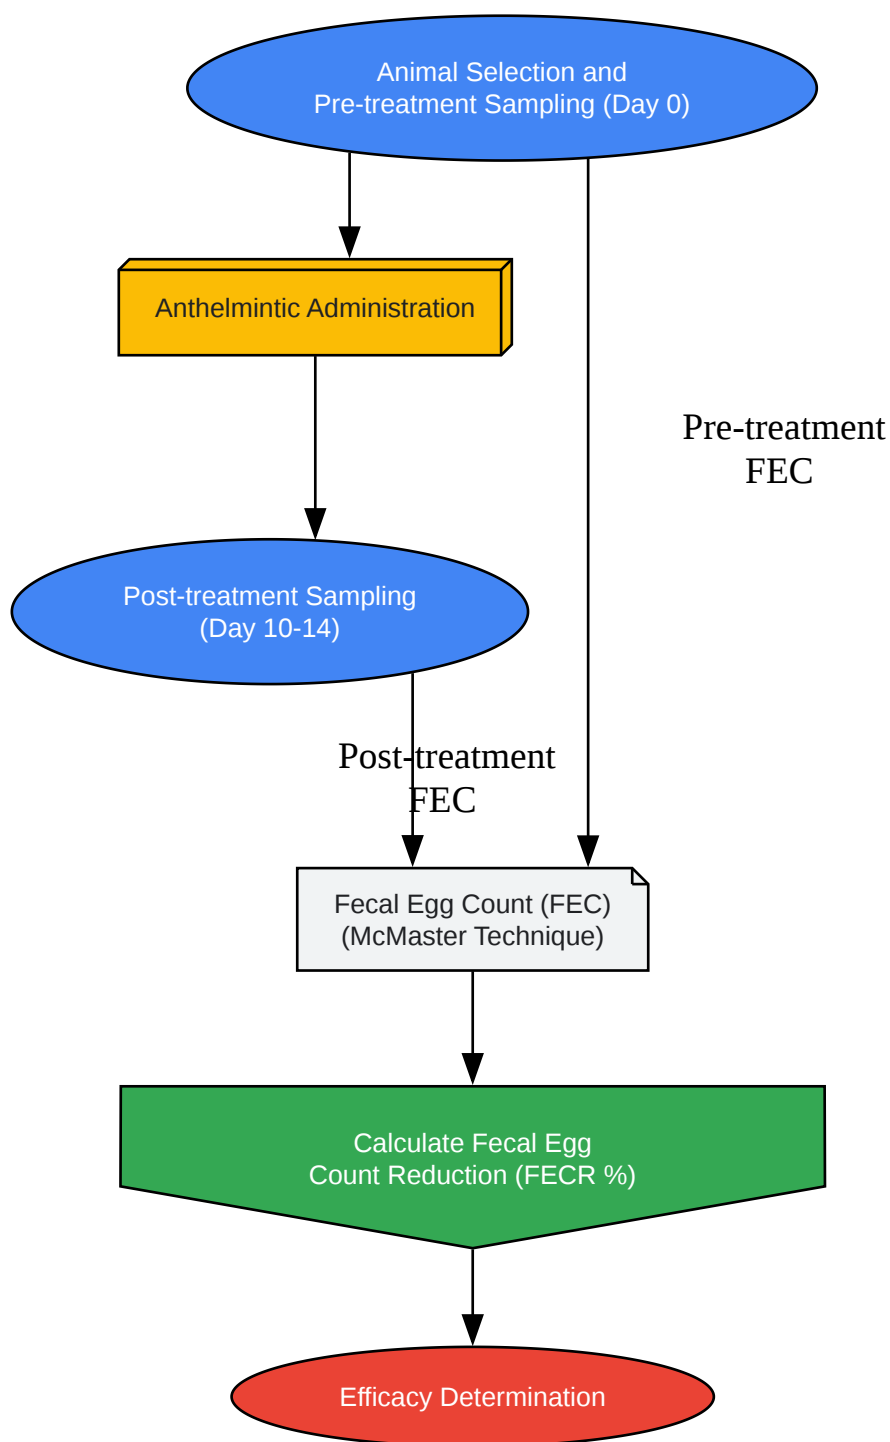 Animal Selection and
Pre-treatment Sampling (Day 0)
Anthelmintic Administration
Pre-treatment
FEC
Post-treatment Sampling
(Day 10-14)
Post-treatment
FEC
Fecal Egg Count (FEC)
(McMaster Technique)
Calculate Fecal Egg
Count Reduction (FECR %)
Efficacy Determination